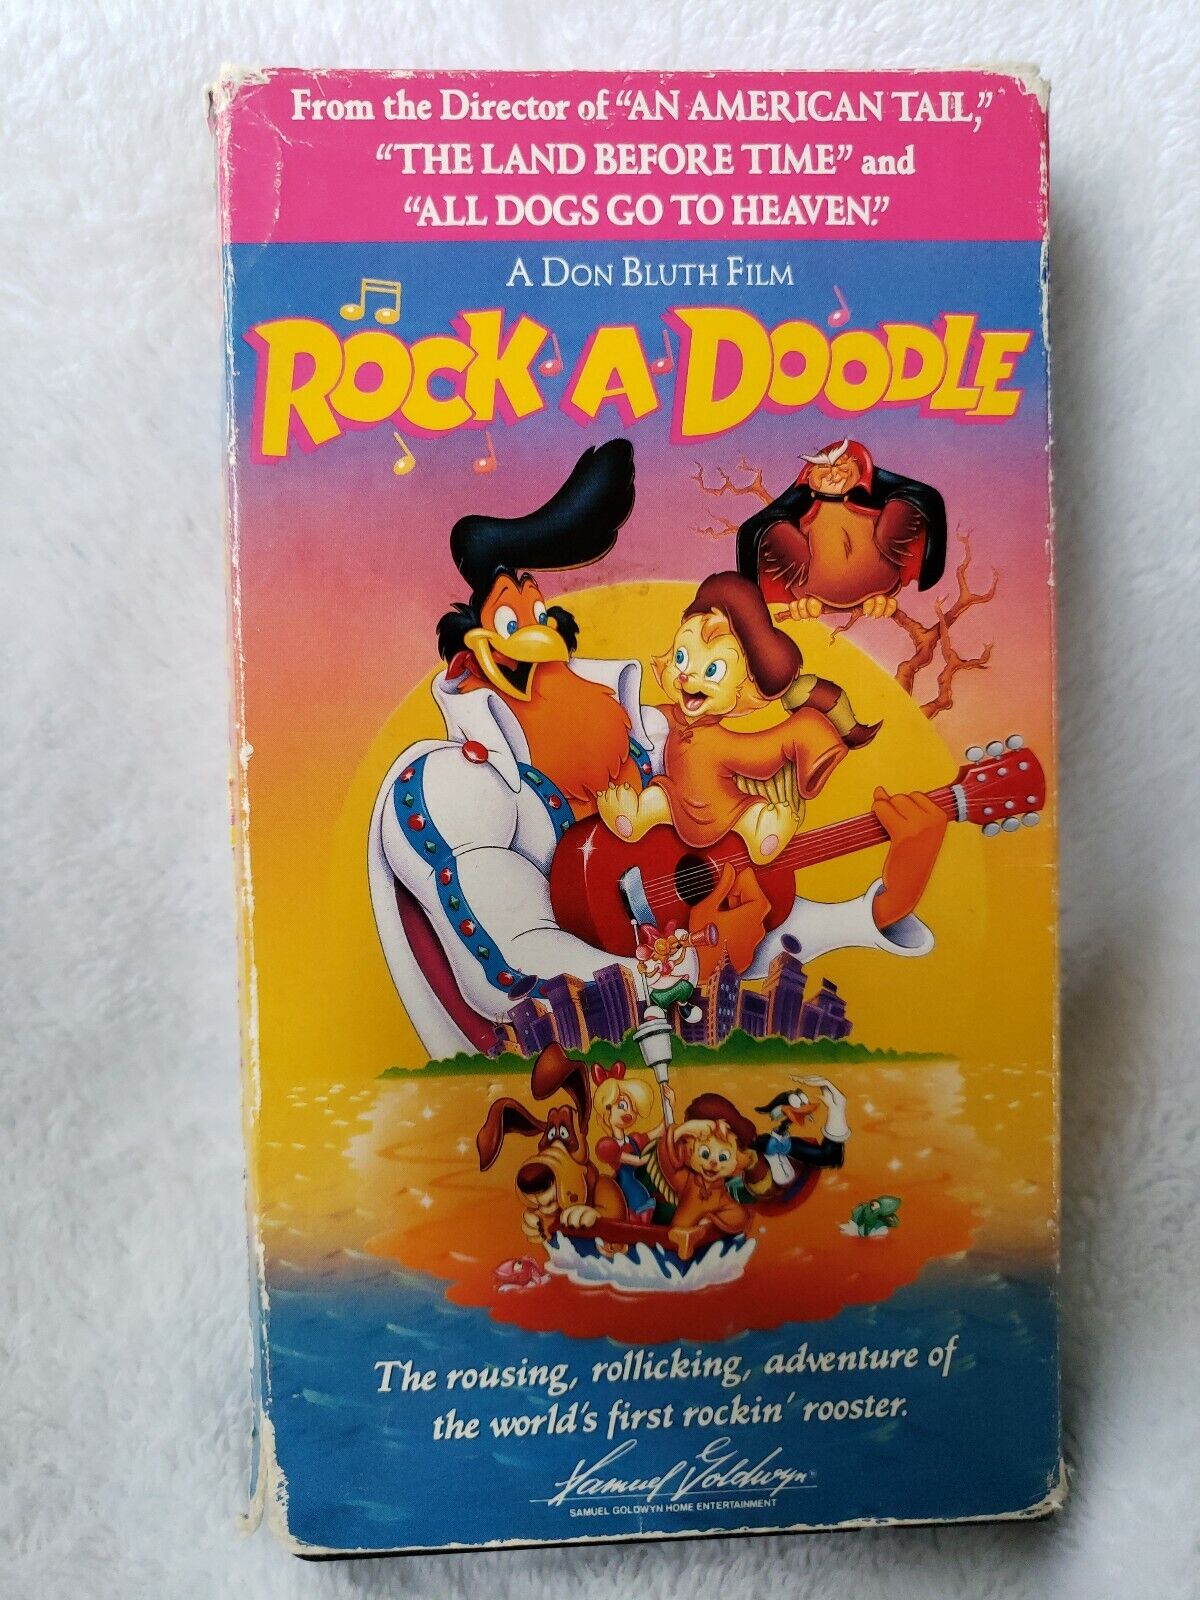 From the Director of “AN AMERICAN TAIL,”
“THE LAND BEFORE TIME” and
“ALL DOGS GO TO HEAVEN.”
A DON BLUTH FILM
ROCK·A·DOODLE
The rousing, rollicking, adventure of
the world's first rockin' rooster.
Samuel Goldwyn
SAMUEL GOLDWYN HOME ENTERTAINMENT